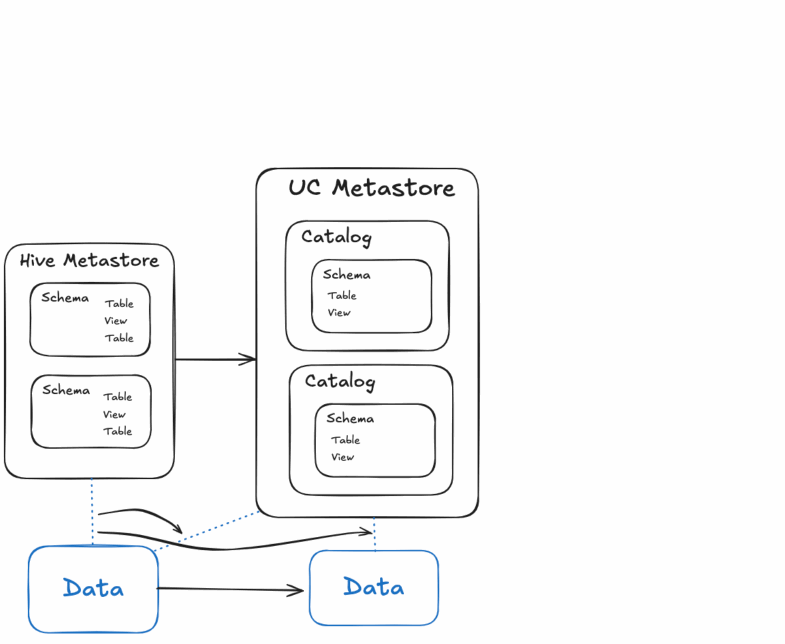 UC Metastore
Catalog
Schema
Table
View
Catalog
Schema
Table
View
Hive Metastore
Schema
Table
View
Table
Schema
Table
View
Table
Data
Data